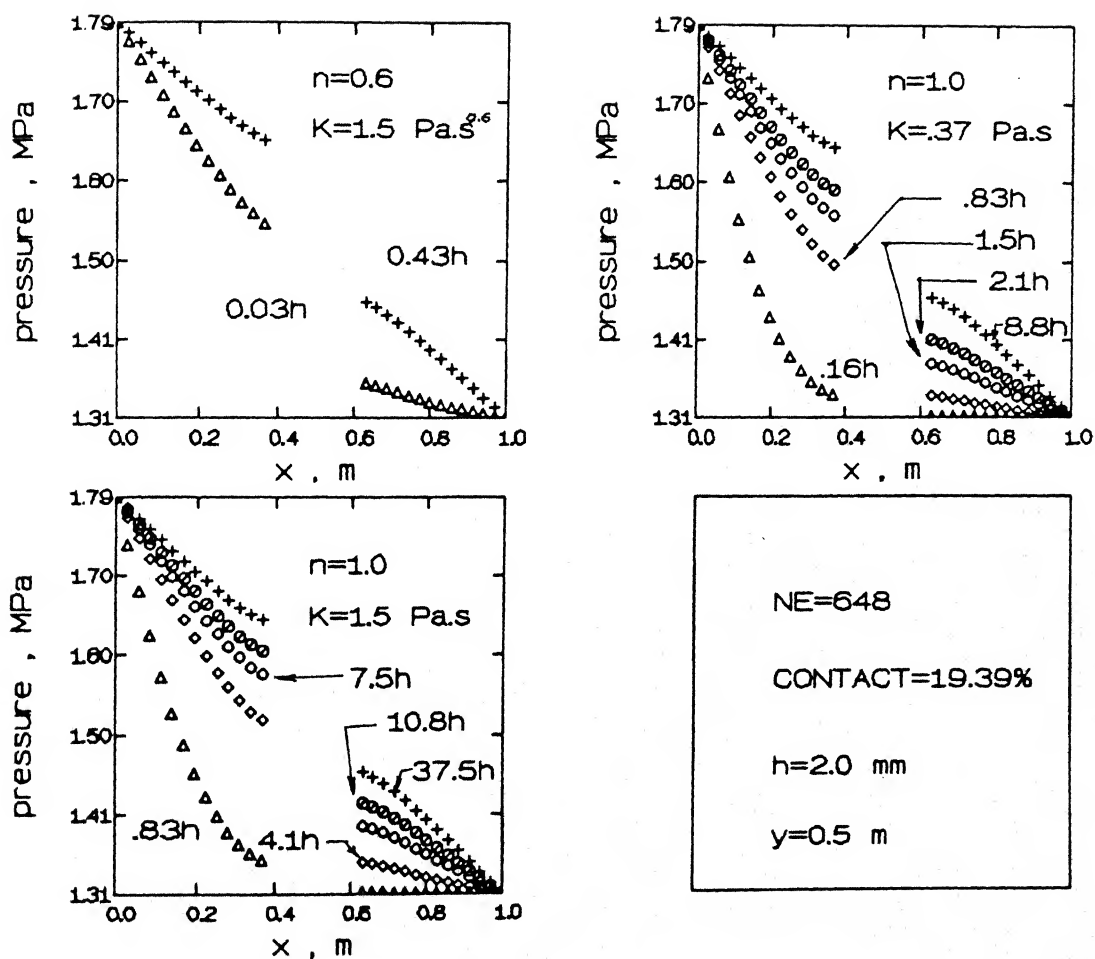 1.79
1.70
1.60
1.50
1.41
1.31
pressure , MPa
n=0.6
K=1.5 Pa.s^0.6
0.43h
0.03h
0.0 0.2 0.4 0.6 0.8 1.0
x , m
1.79
1.70
1.60
1.50
1.41
1.31
pressure , MPa
n=1.0
K=.37 Pa.s
.83h
1.5h
2.1h
8.8h
.16h
0.0 0.2 0.4 0.6 0.8 1.0
x , m
1.79
1.70
1.60
1.50
1.41
1.31
pressure , MPa
n=1.0
K=1.5 Pa.s
7.5h
10.8h
37.5h
.83h
4.1h
0.0 0.2 0.4 0.6 0.8 1.0
x , m
NE=648
CONTACT=19.39%
h=2.0 mm
y=0.5 m